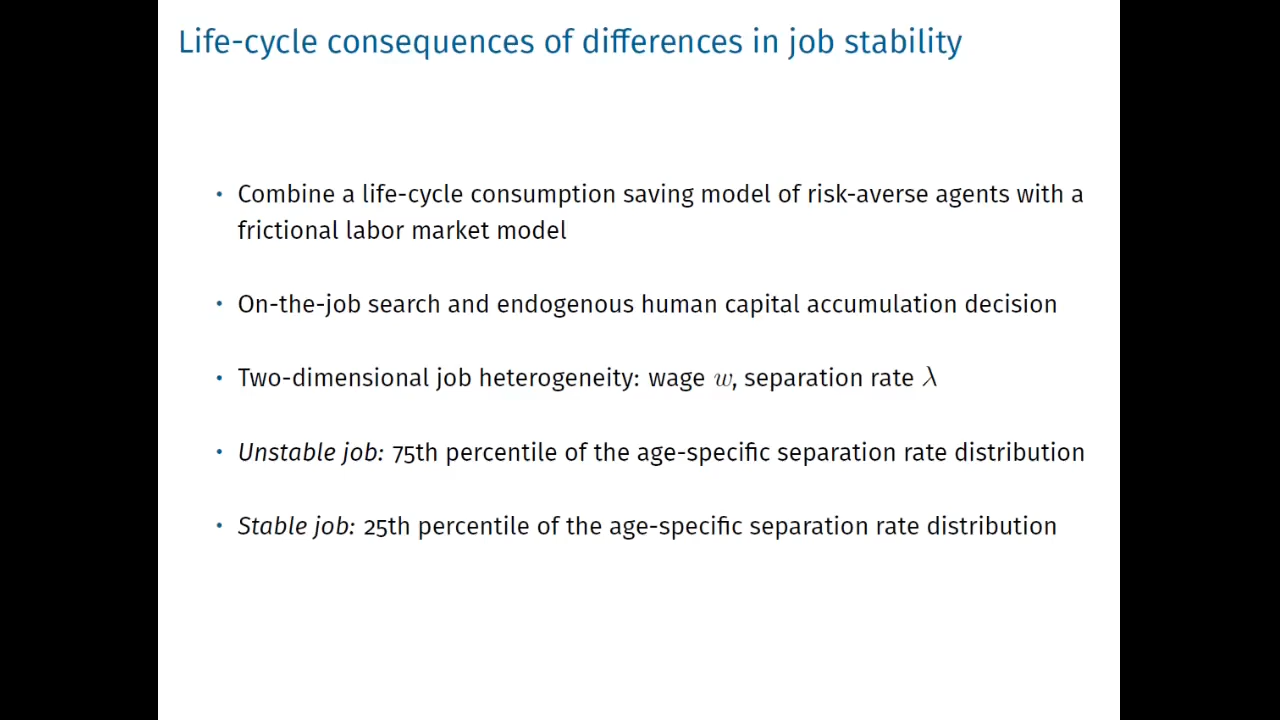 Life-cycle consequences of differences in job stability
• Combine a life-cycle consumption saving model of risk-averse agents with a
frictional labor market model
• On-the-job search and endogenous human capital accumulation decision
• Two-dimensional job heterogeneity: wage w, separation rate λ
• Unstable job: 75th percentile of the age-specific separation rate distribution
• Stable job: 25th percentile of the age-specific separation rate distribution